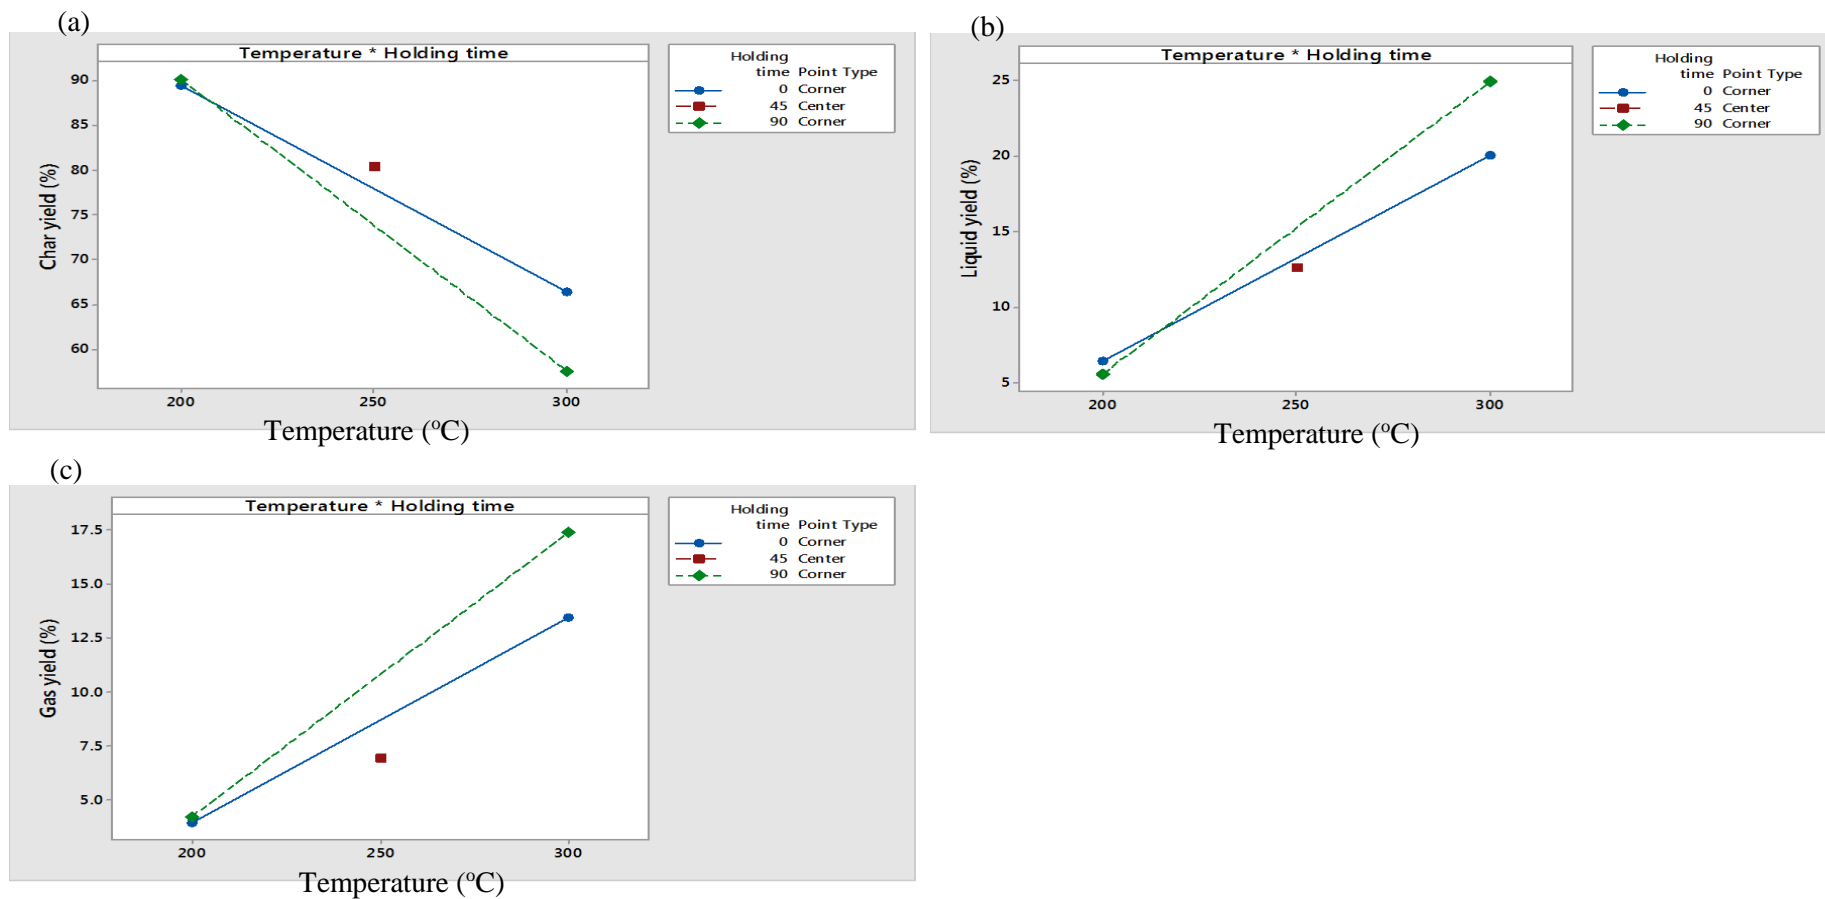 (a)
Temperature * Holding time
Holding
time Point Type
0 Corner
45 Center
90 Corner
90
85
80
75
70
65
60
Char yield (%)
200 250 300
Temperature (°C)
(b)
Temperature * Holding time
Holding
time Point Type
0 Corner
45 Center
90 Corner
25
20
15
10
5
Liquid yield (%)
200 250 300
Temperature (°C)
(c)
Temperature * Holding time
Holding
time Point Type
0 Corner
45 Center
90 Corner
17.5
15.0
12.5
10.0
7.5
5.0
Gas yield (%)
200 250 300
Temperature (°C)